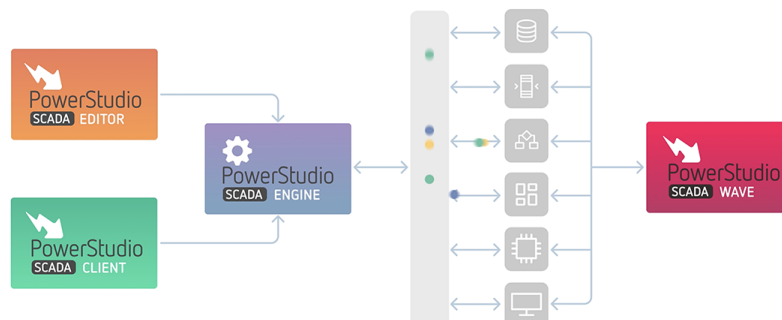 PowerStudio
SCADA EDITOR
PowerStudio
SCADA ENGINE
PowerStudio
SCADA CLIENT
PowerStudio
SCADA WAVE